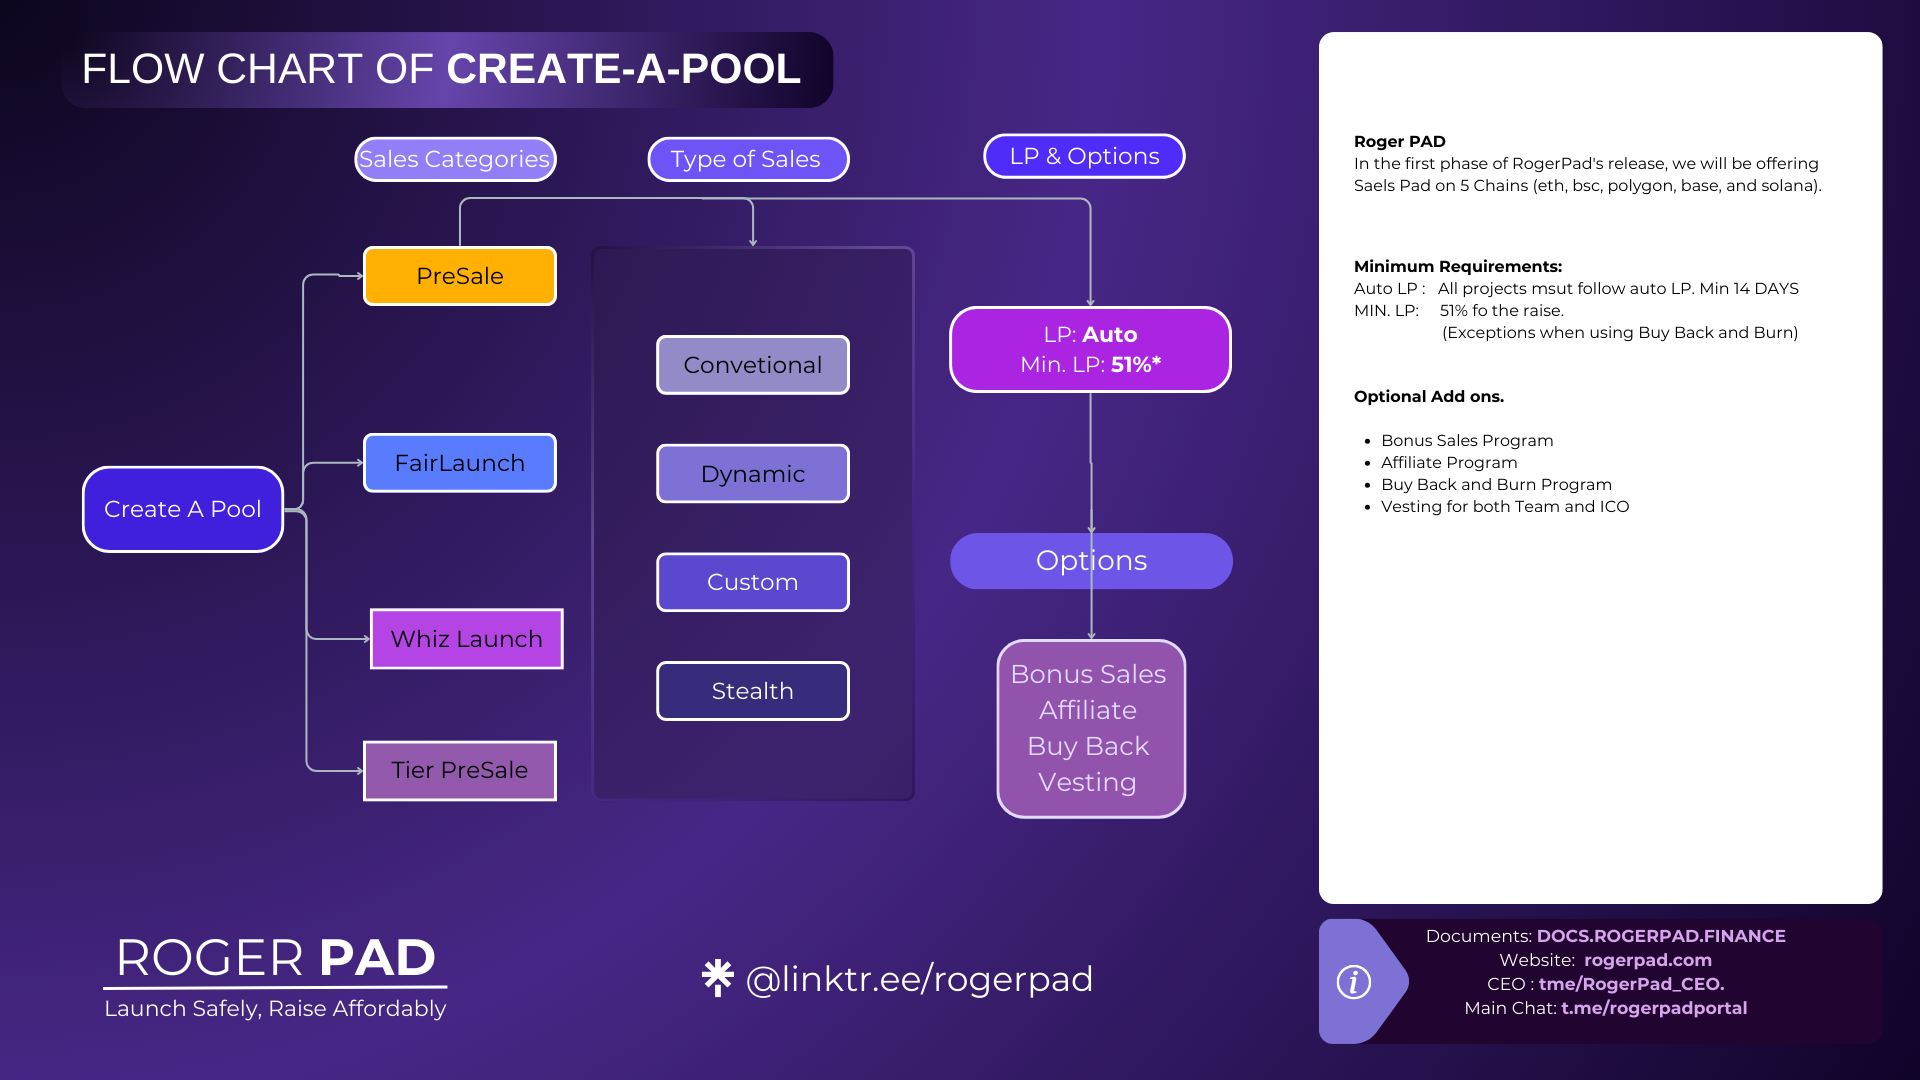 FLOW CHART OF CREATE-A-POOL
Sales Categories
Type of Sales
LP & Options
Create A Pool
PreSale
FairLaunch
Whiz Launch
Tier PreSale
Convetional
Dynamic
Custom
Stealth
LP: Auto
Min. LP: 51%*
Options
Bonus Sales
Affiliate
Buy Back
Vesting
Roger PAD
In the first phase of RogerPad's release, we will be offering
Saels Pad on 5 Chains (eth, bsc, polygon, base, and solana).
Minimum Requirements:
Auto LP : All projects msut follow auto LP. Min 14 DAYS
MIN. LP: 51% fo the raise.
(Exceptions when using Buy Back and Burn)
Optional Add ons.
• Bonus Sales Program
• Affiliate Program
• Buy Back and Burn Program
• Vesting for both Team and ICO
ROGER PAD
Launch Safely, Raise Affordably
@linktr.ee/rogerpad
i
Documents: DOCS.ROGERPAD.FINANCE
Website: rogerpad.com
CEO : tme/RogerPad_CEO.
Main Chat: t.me/rogerpadportal